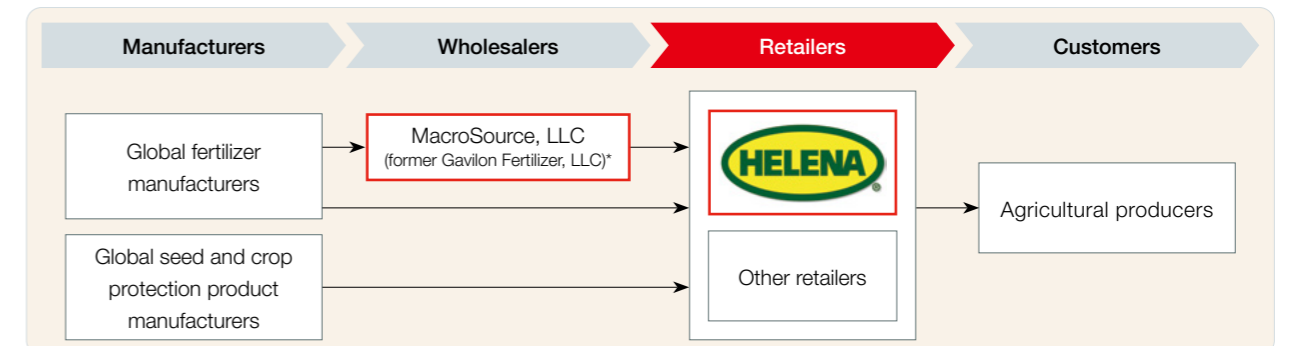 Manufacturers
Wholesalers
Retailers
Customers
Global fertilizer
manufacturers
MacroSource, LLC
(former Gavilon Fertilizer, LLC)*
HELENA
®
Other retailers
Agricultural producers
Global seed and crop
protection product
manufacturers